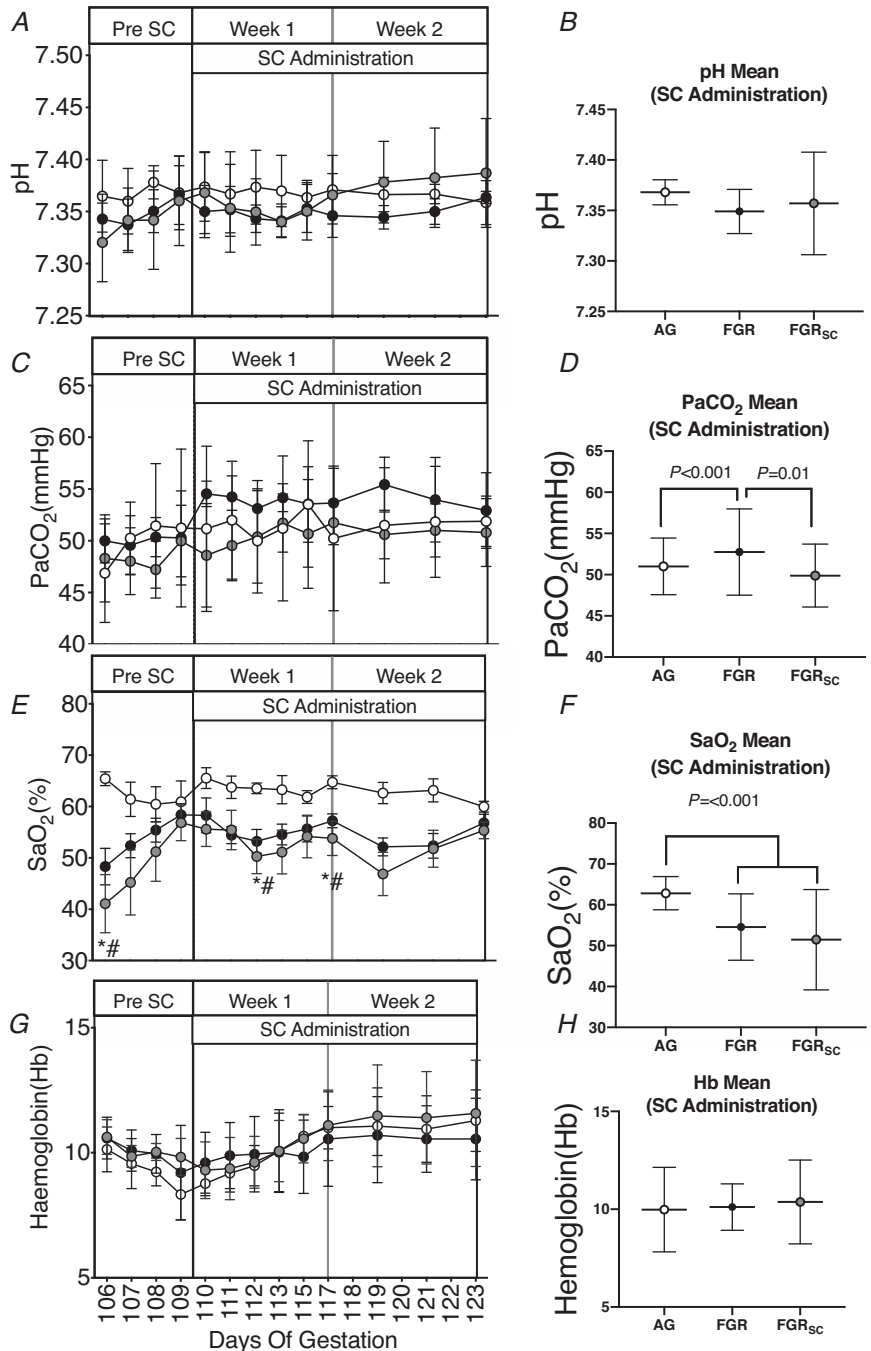 A
Pre SC Week 1 Week 2
SC Administration
7.50
7.45
7.40
7.35
7.30
7.25
pH
B
pH Mean
(SC Administration)
7.45
7.40
7.35
7.30
7.25
pH
AG FGR FGRSC
C
Pre SC Week 1 Week 2
SC Administration
65
60
55
50
45
40
PaCO2(mmHg)
D
PaCO2 Mean
(SC Administration)
P<0.001 P=0.01
65
60
55
50
45
40
PaCO2(mmHg)
AG FGR FGRSC
E
Pre SC Week 1 Week 2
SC Administration
80
70
60
50
40
30
SaO2(%)
*# *# *#
F
SaO2 Mean
(SC Administration)
P=<0.001
80
70
60
50
40
30
SaO2(%)
AG FGR FGRSC
G
Pre SC Week 1 Week 2
SC Administration
15
10
5
Haemoglobin(Hb)
106 107 108 109 110 111 112 113 115 117 118 119 120 121 122 123
Days Of Gestation
H
Hb Mean
(SC Administration)
15
10
5
Hemoglobin(Hb)
AG FGR FGRSC